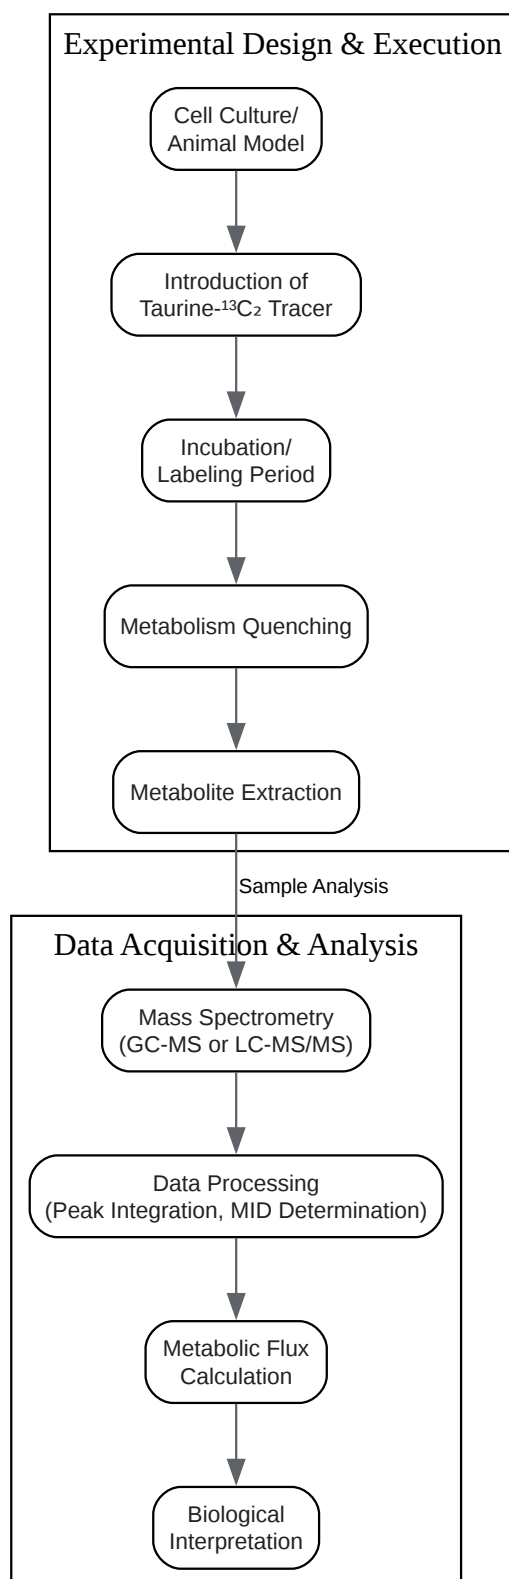 Experimental Design & Execution
Cell Culture/
Animal Model
Introduction of
Taurine-¹³C₂ Tracer
Incubation/
Labeling Period
Metabolism Quenching
Metabolite Extraction
Sample Analysis
Data Acquisition & Analysis
Mass Spectrometry
(GC-MS or LC-MS/MS)
Data Processing
(Peak Integration, MID Determination)
Metabolic Flux
Calculation
Biological
Interpretation